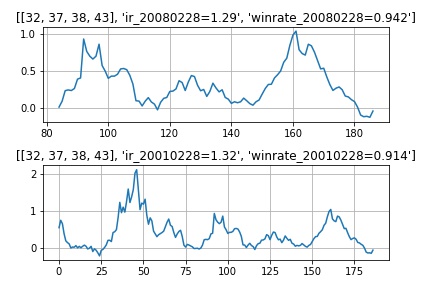 [[32, 37, 38, 43], 'ir_20080228=1.29', 'winrate_20080228=0.942']
1.0
0.5
0.0
80 100 120 140 160 180
[[32, 37, 38, 43], 'ir_20010228=1.32', 'winrate_20010228=0.914']
2
1
0
0 25 50 75 100 125 150 175